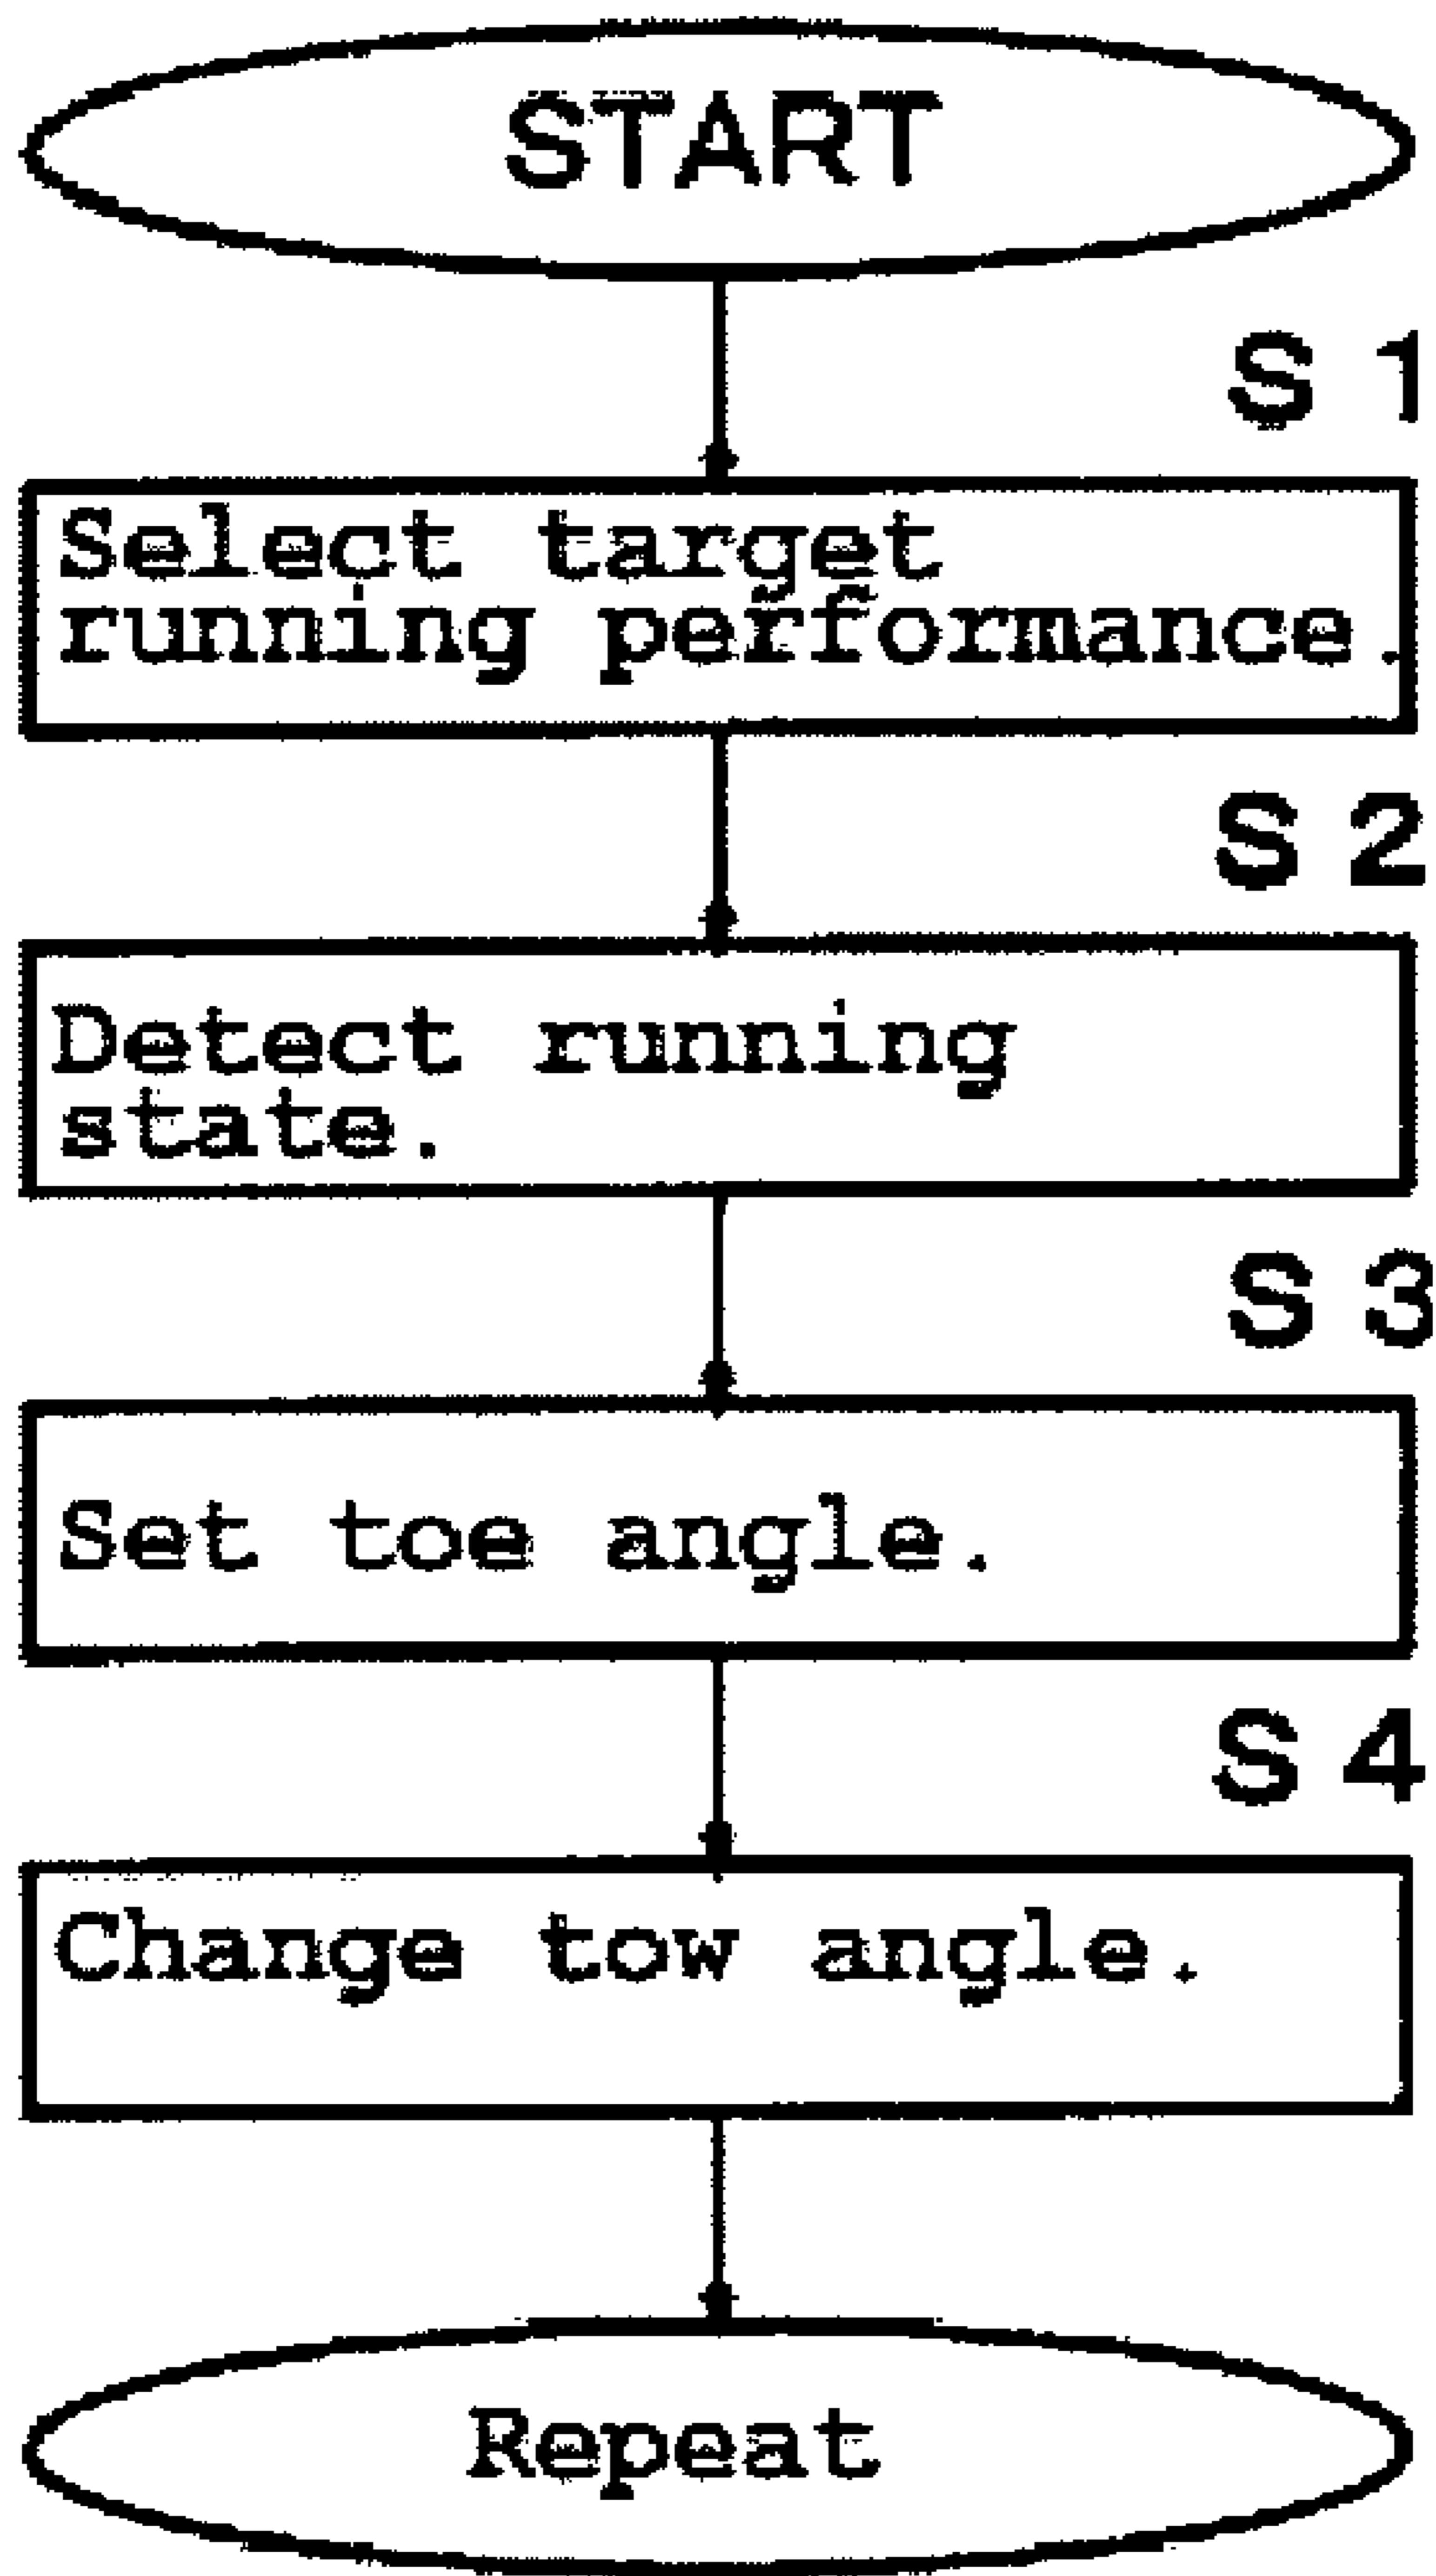 START
S 1
Select target
running performance.
S 2
Detect running
state.
S 3
Set toe angle.
S 4
Change tow angle.
Repeat